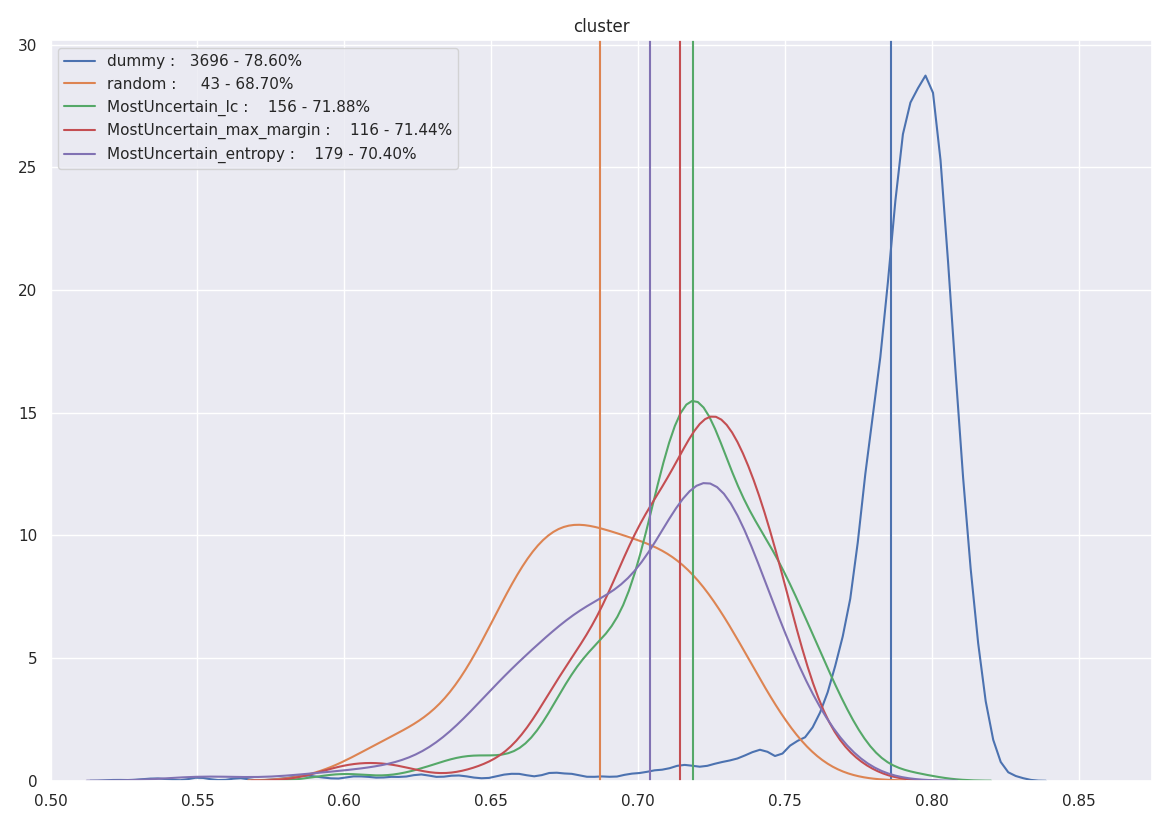 cluster
dummy :   3696 - 78.60%
random :     43 - 68.70%
MostUncertain_lc :    156 - 71.88%
MostUncertain_max_margin :    116 - 71.44%
MostUncertain_entropy :    179 - 70.40%
30
25
20
15
10
5
0
0.50 0.55 0.60 0.65 0.70 0.75 0.80 0.85